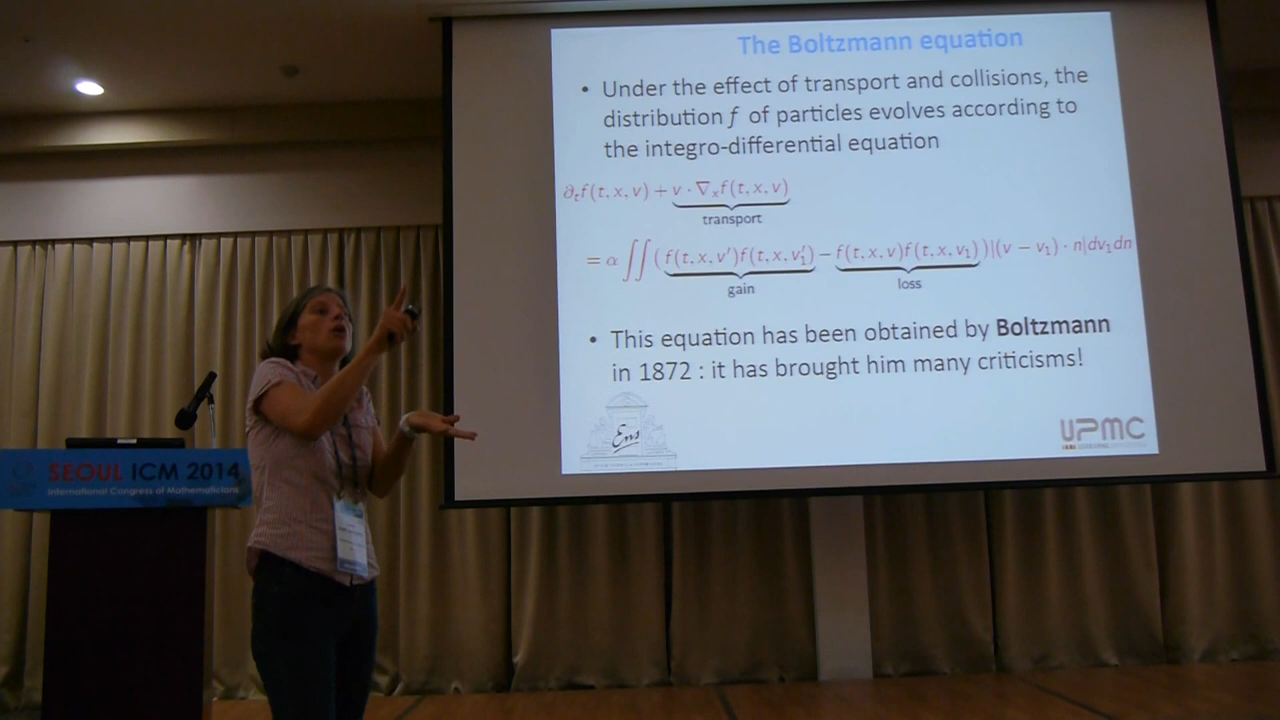 The Boltzmann equation
• Under the effect of transport and collisions, the
distribution f of particles evolves according to
the integro-differential equation
∂ₜf(t, x, v) + v · ∇ₓf(t, x, v)
transport
= α ∬ (f(t, x, v′)f(t, x, v′₁) − f(t, x, v)f(t, x, v₁))|(v − v₁) · n|dv₁dn
gain
loss
• This equation has been obtained by Boltzmann
in 1872 : it has brought him many criticisms!
Ens
UPMC
SEOUL ICM 2014
International Congress of Mathematicians